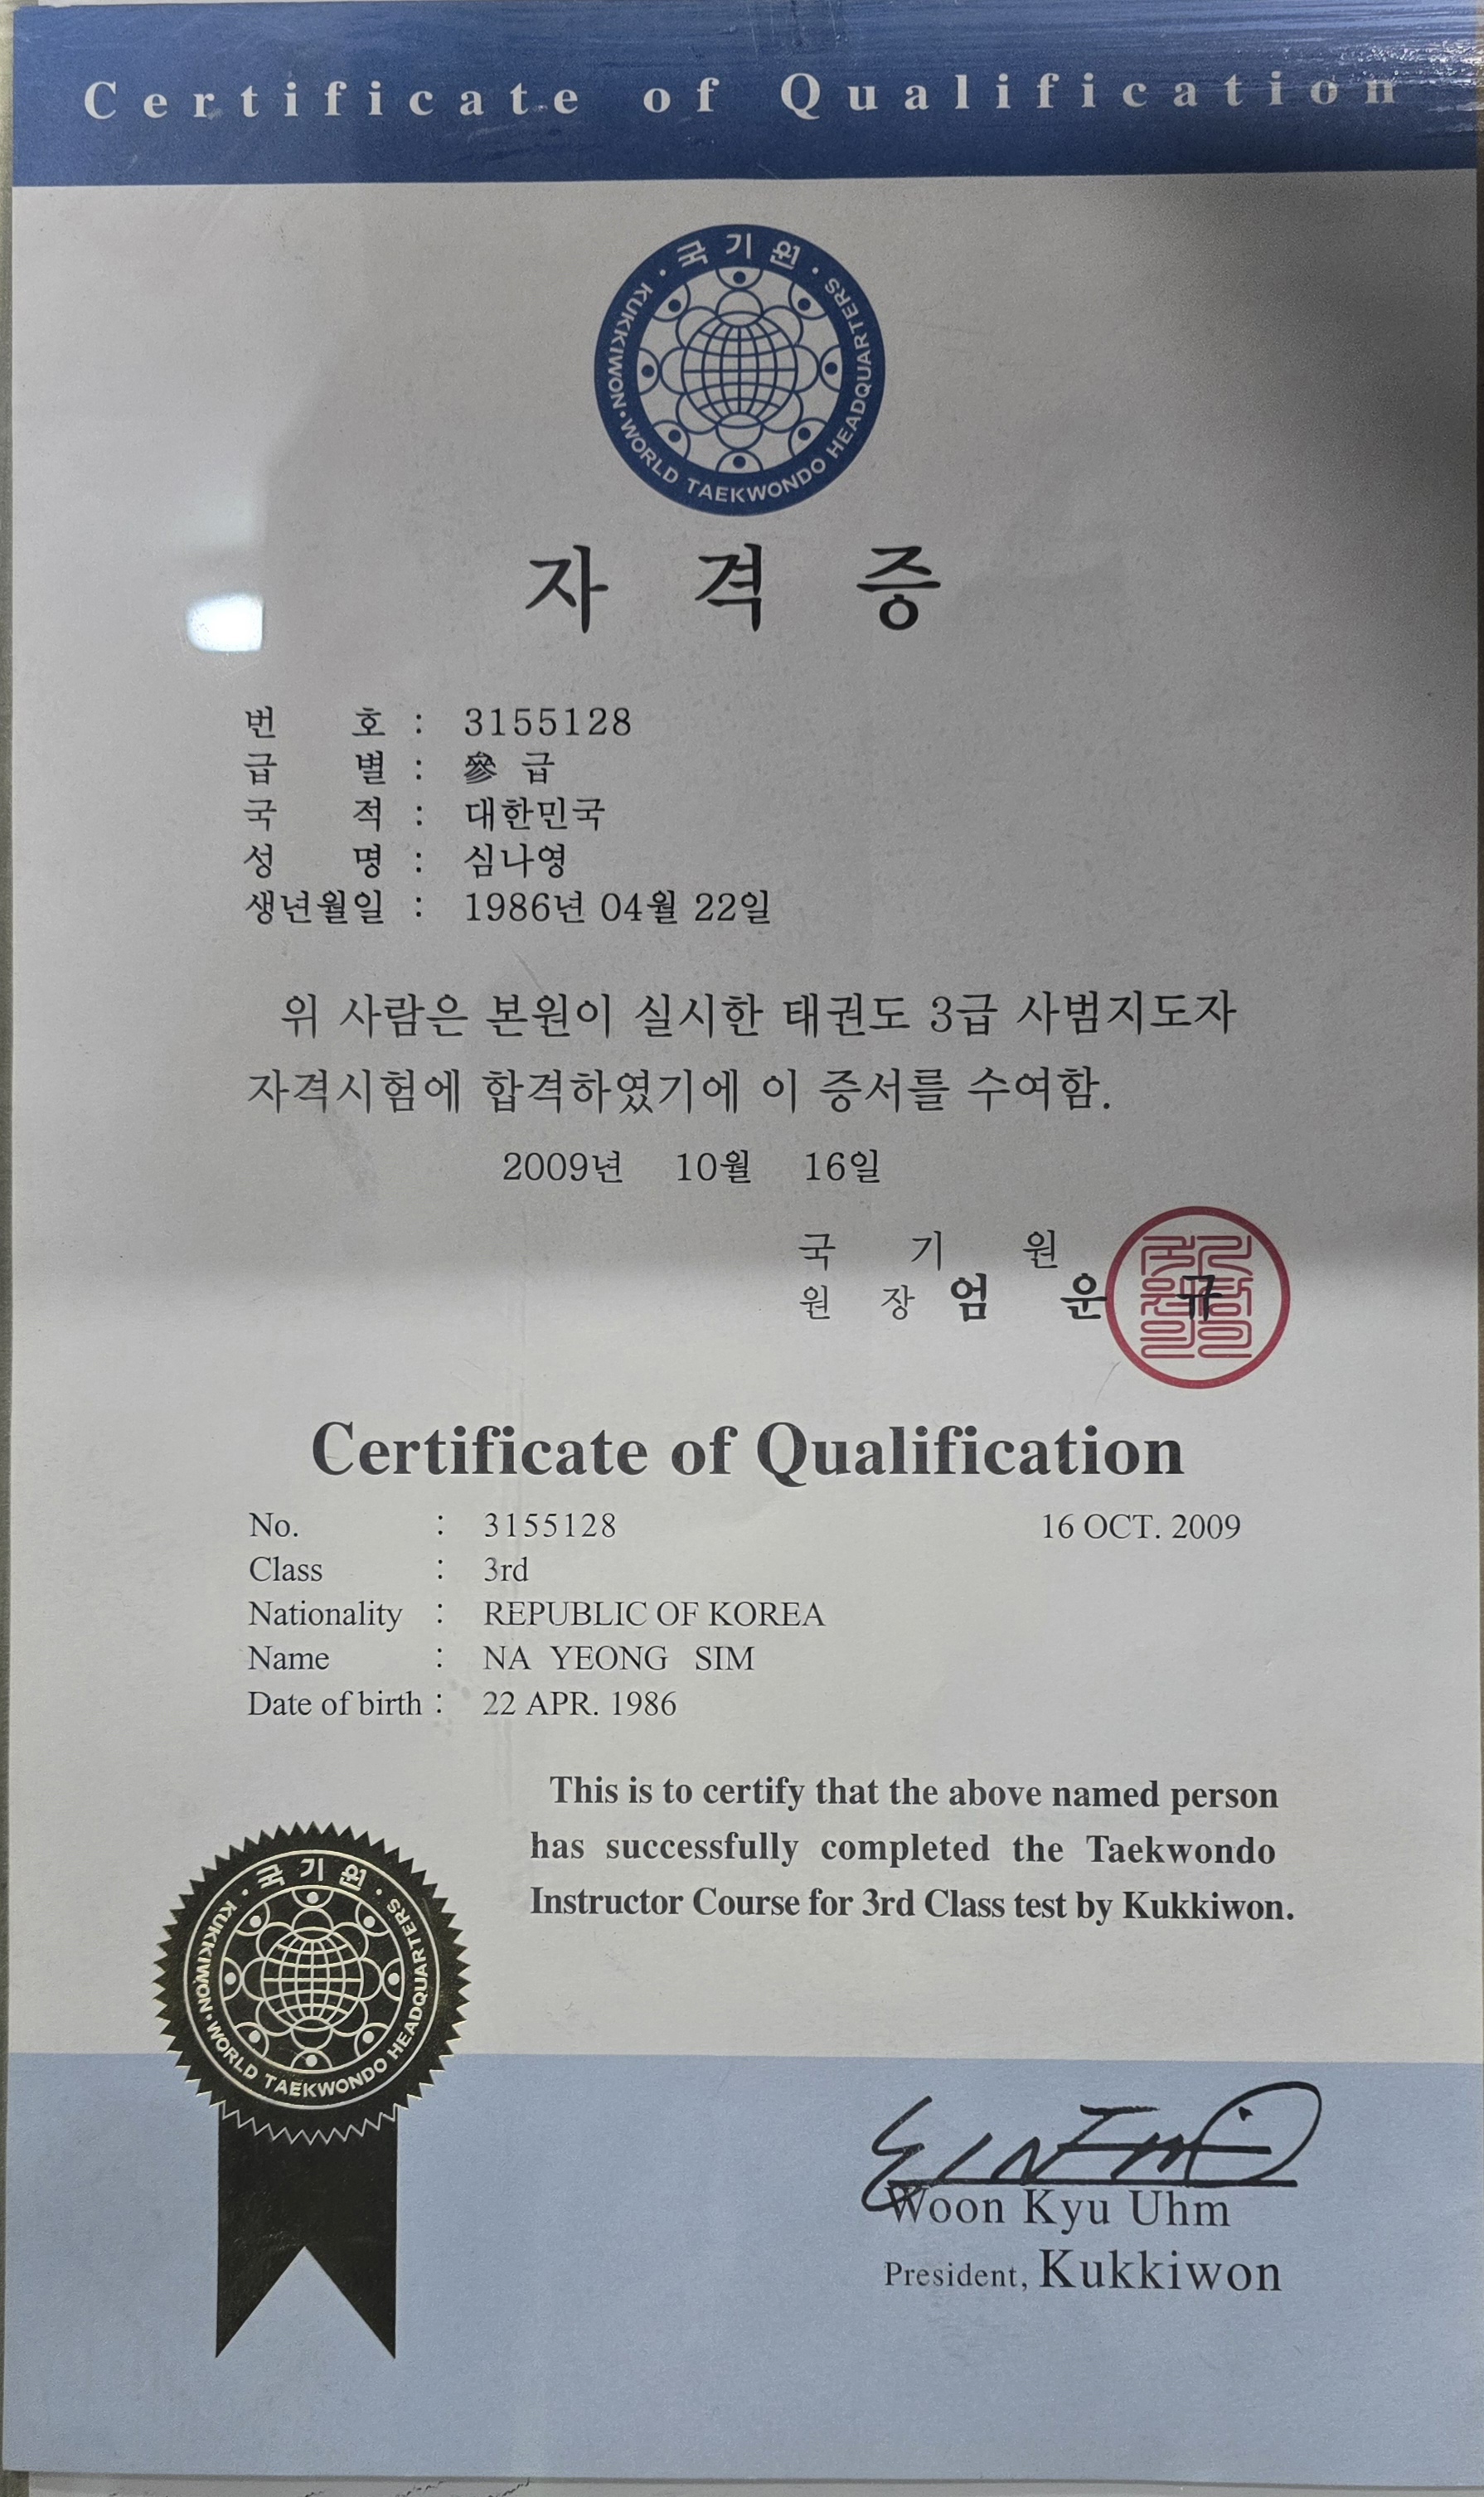 Certificate of Qualification
국기원
KUKKIWON · WORLD TAEKWONDO HEADQUARTERS
자 격 증
번 호 : 3155128
급 별 : 參 급
국 적 : 대한민국
성 명 : 심나영
생년월일 : 1986년 04월 22일
위 사람은 본원이 실시한 태권도 3급 사범지도자
자격시험에 합격하였기에 이 증서를 수여함.
2009년 10월 16일
국 기 원
원 장 엄 운 규
Certificate of Qualification
No. : 3155128 16 OCT. 2009
Class : 3rd
Nationality : REPUBLIC OF KOREA
Name : NA YEONG SIM
Date of birth : 22 APR. 1986
This is to certify that the above named person
has successfully completed the Taekwondo
Instructor Course for 3rd Class test by Kukkiwon.
국기원
KUKKIWON · WORLD TAEKWONDO HEADQUARTERS
Woon Kyu Uhm
President, Kukkiwon